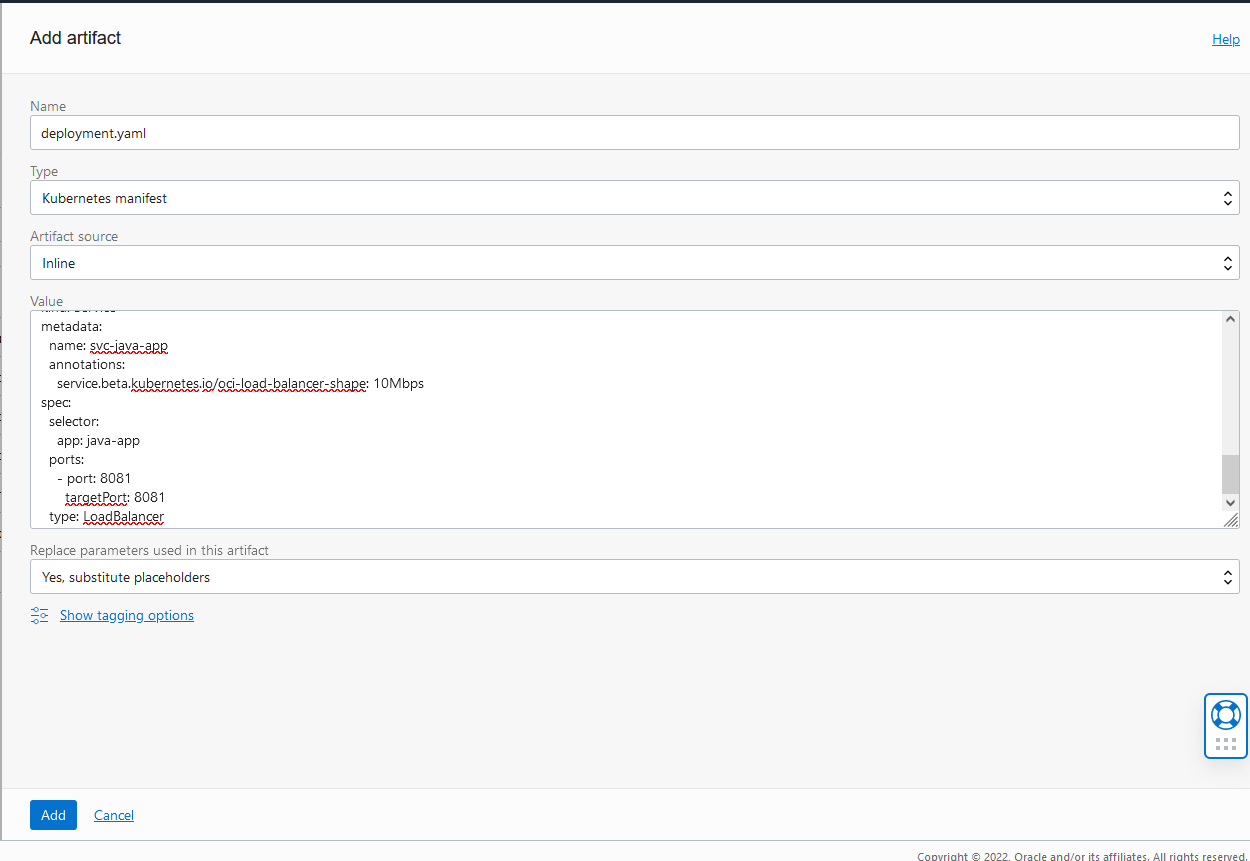 Add artifact
Help
Name
deployment.yaml
Type
Kubernetes manifest
Artifact source
Inline
Value
metadata:
name: svc-java-app
annotations:
service.beta.kubernetes.io/oci-load-balancer-shape: 10Mbps
spec:
selector:
app: java-app
ports:
- port: 8081
targetPort: 8081
type: LoadBalancer
Replace parameters used in this artifact
Yes, substitute placeholders
Show tagging options
Add
Cancel
Copyright © 2022, Oracle and/or its affiliates. All rights reserved.